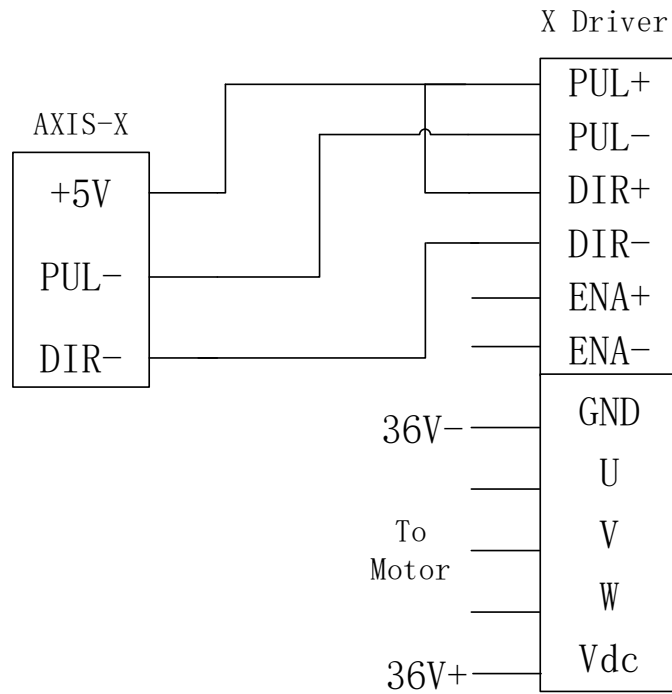 X Driver
AXIS-X
+5V
PUL-
DIR-
PUL+
PUL-
DIR+
DIR-
ENA+
ENA-
GND
U
V
W
Vdc
36V-
To
Motor
36V+